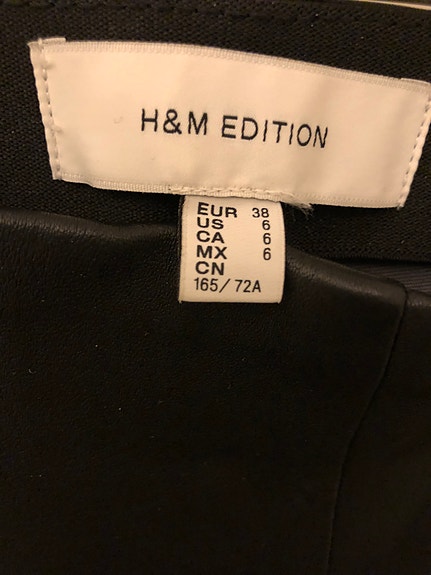 H&M EDITION
EUR 38
US 6
CA 6
MX 6
CN
165/72A